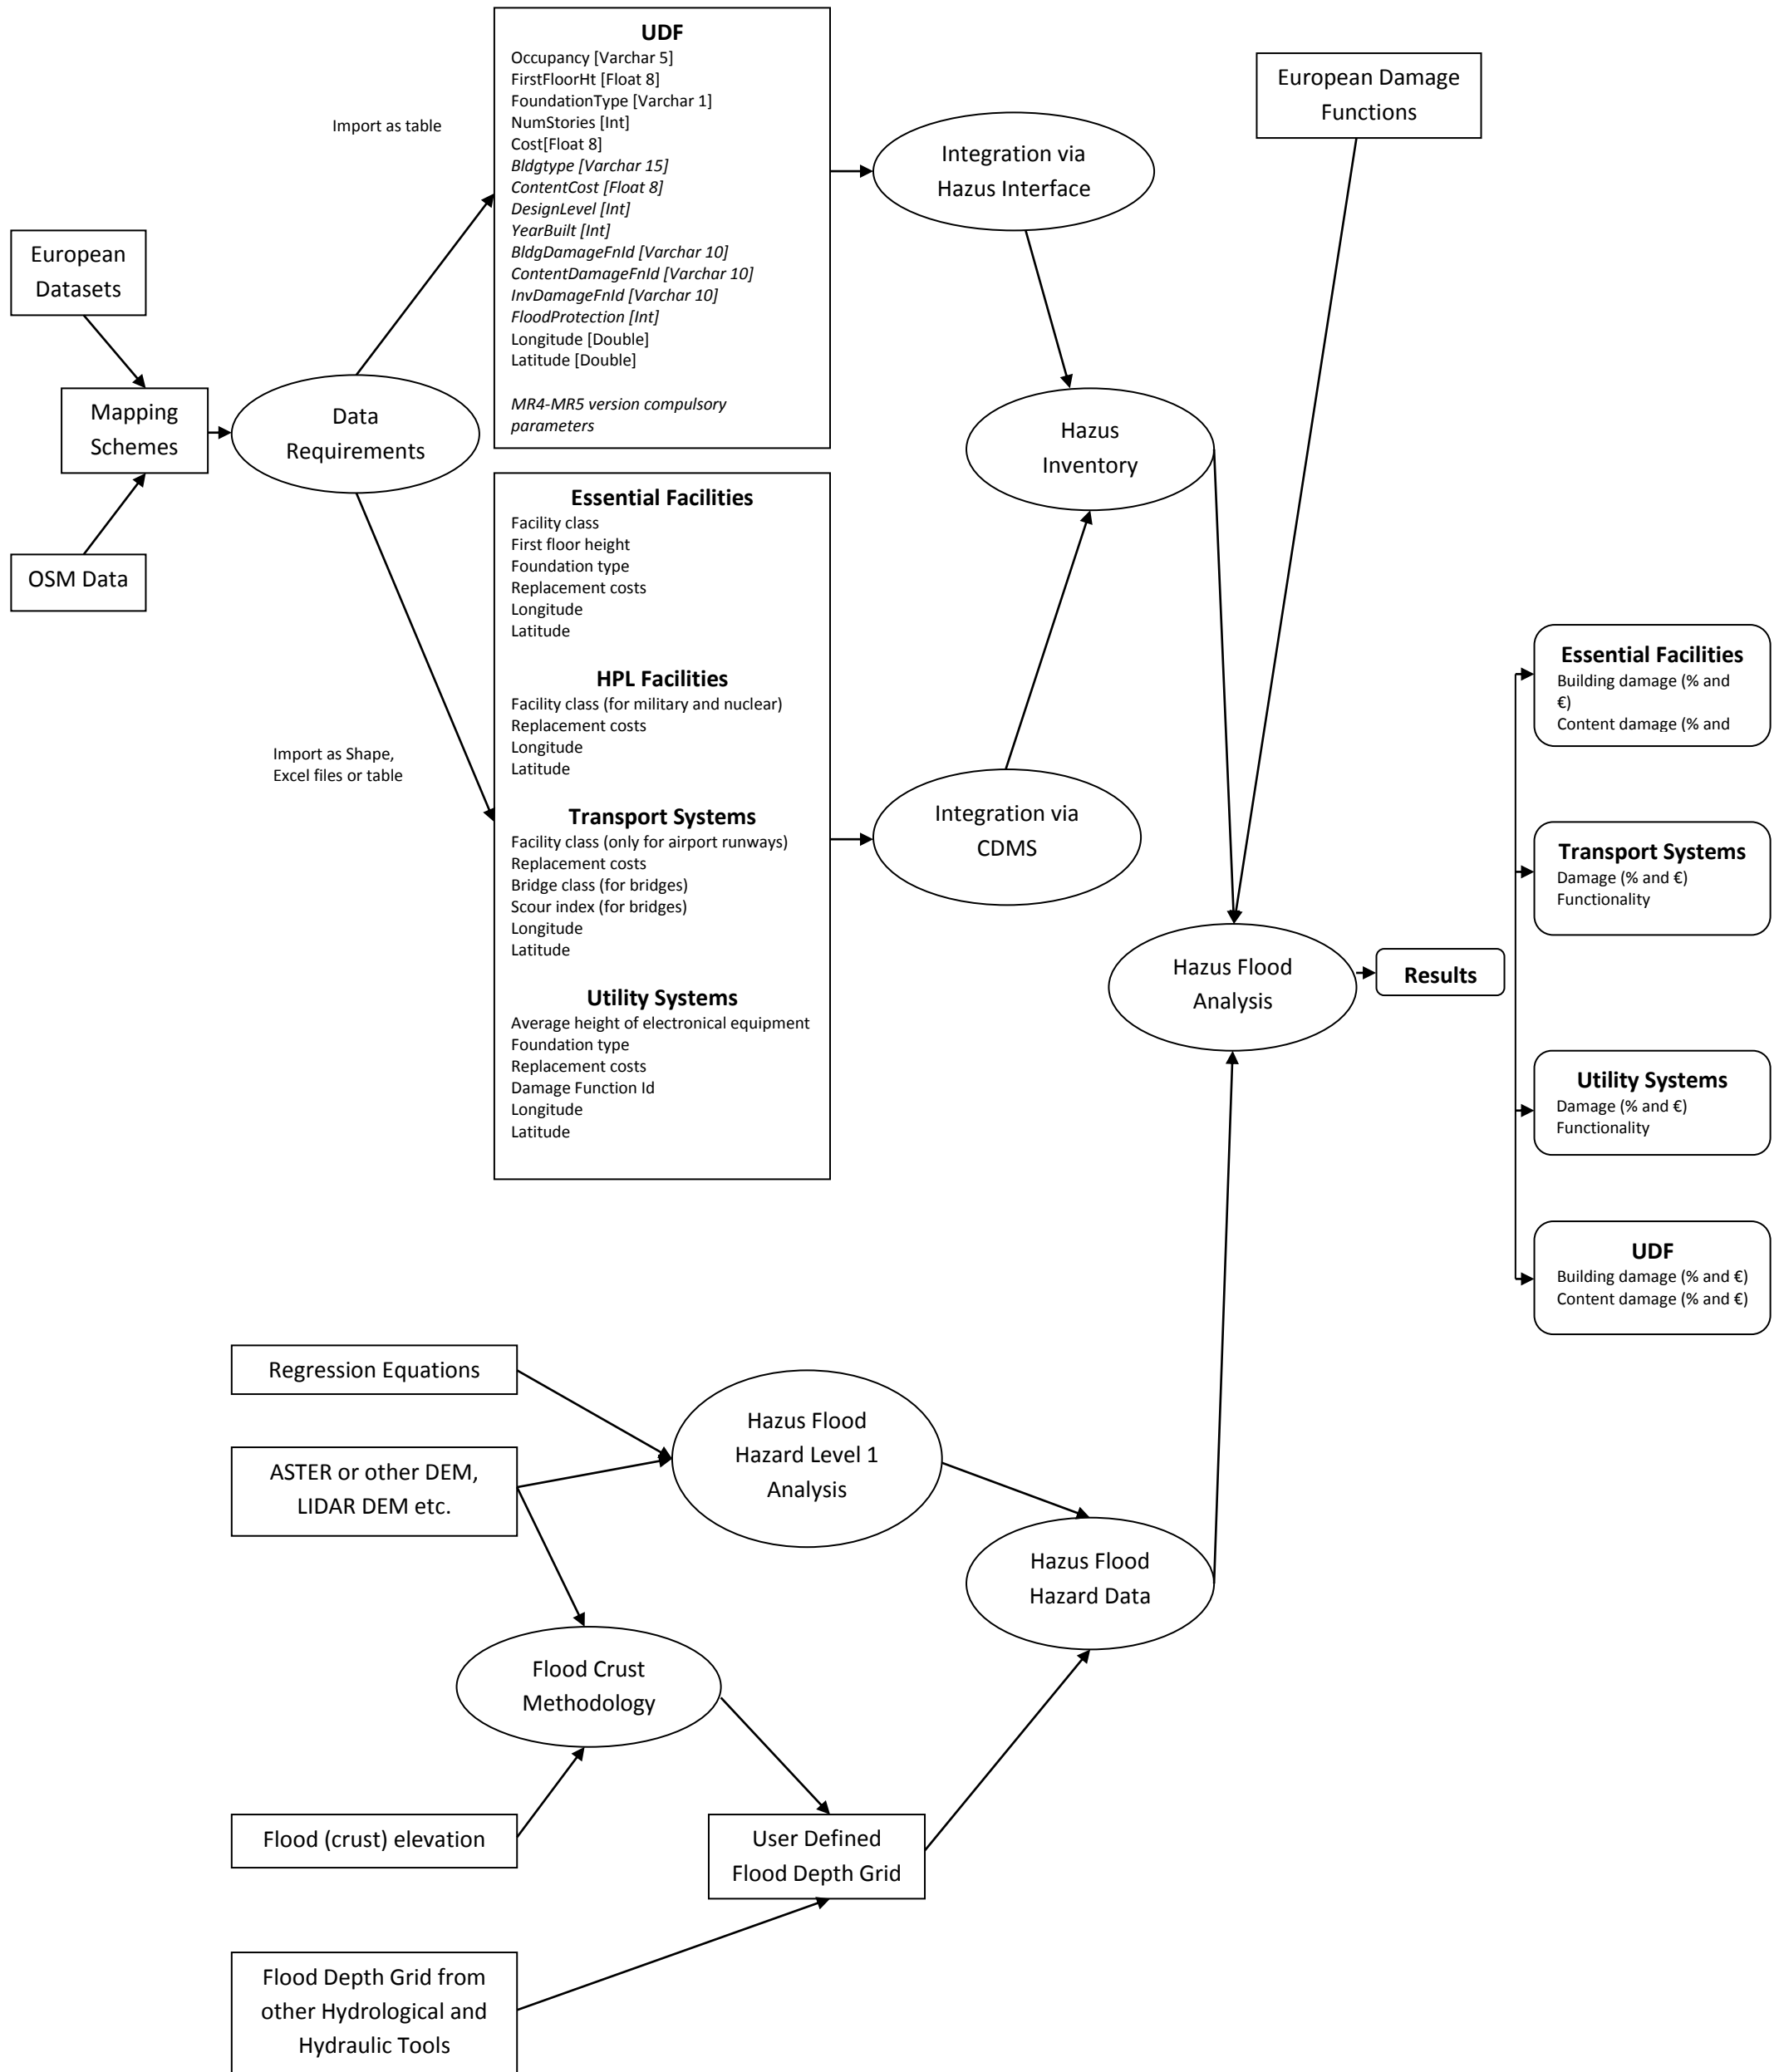 UDF
Occupancy [Varchar 5]
FirstFloorHt [Float 8]
FoundationType [Varchar 1]
NumStories [Int]
Cost[Float 8]
Bldgtype [Varchar 15]
ContentCost [Float 8]
DesignLevel [Int]
YearBuilt [Int]
BldgDamageFnId [Varchar 10]
ContentDamageFnId [Varchar 10]
InvDamageFnId [Varchar 10]
FloodProtection [Int]
Longitude [Double]
Latitude [Double]
MR4-MR5 version compulsory
parameters
Import as table
European
Datasets
Mapping
Schemes
OSM Data
Data
Requirements
Import as Shape,
Excel files or table
Essential Facilities
Facility class
First floor height
Foundation type
Replacement costs
Longitude
Latitude
HPL Facilities
Facility class (for military and nuclear)
Replacement costs
Longitude
Latitude
Transport Systems
Facility class (only for airport runways)
Replacement costs
Bridge class (for bridges)
Scour index (for bridges)
Longitude
Latitude
Utility Systems
Average height of electronical equipment
Foundation type
Replacement costs
Damage Function Id
Longitude
Latitude
Integration via
Hazus Interface
Hazus
Inventory
Integration via
CDMS
European Damage
Functions
Hazus Flood
Analysis
Results
Essential Facilities
Building damage (% and
€)
Content damage (% and
Transport Systems
Damage (% and €)
Functionality
Utility Systems
Damage (% and €)
Functionality
UDF
Building damage (% and €)
Content damage (% and €)
Regression Equations
ASTER or other DEM,
LIDAR DEM etc.
Hazus Flood
Hazard Level 1
Analysis
Hazus Flood
Hazard Data
Flood Crust
Methodology
Flood (crust) elevation
User Defined
Flood Depth Grid
Flood Depth Grid from
other Hydrological and
Hydraulic Tools